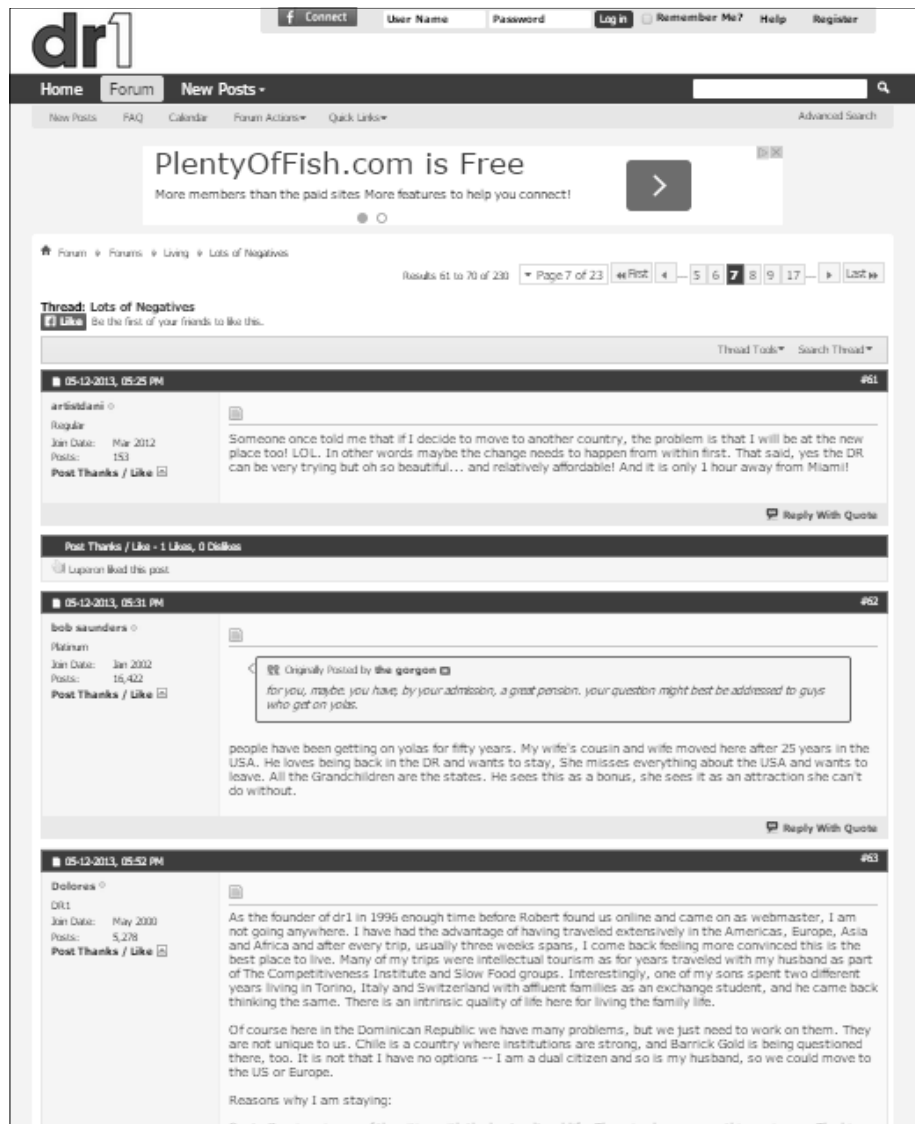 dr1
f Connect User Name Password Log in Remember Me? Help Register
Home Forum New Posts
New Posts FAQ Calendar Forum Actions Quick Links Advanced Search
PlentyOfFish.com is Free
More members than the paid sites More features to help you connect!
Forum Forums Living Lots of Negatives
Results 61 to 70 of 230 Page 7 of 23 First ... 5 6 7 8 9 17 ... Last
Thread: Lots of Negatives
Like Be the first of your friends to like this.
Thread Tools Search Thread
05-12-2013, 05:25 PM #61
artistdani
Regular
Join Date: Mar 2012
Posts: 153
Post Thanks / Like
Someone once told me that if I decide to move to another country, the problem is that I will be at the new
place too! LOL. In other words maybe the change needs to happen from within first. That said, yes the DR
can be very trying but oh so beautiful... and relatively affordable! And it is only 1 hour away from Miami!
Reply With Quote
Post Thanks / Like - 1 Likes, 0 Dislikes
Luperon liked this post
05-12-2013, 05:31 PM #62
bob saunders
Platinum
Join Date: Jan 2002
Posts: 16,422
Post Thanks / Like
Originally Posted by the gorgon
for you, maybe. you have, by your admission, a great pension. your question might best be addressed to guys
who get on yolas.
people have been getting on yolas for fifty years. My wife's cousin and wife moved here after 25 years in the
USA. He loves being back in the DR and wants to stay, She misses everything about the USA and wants to
leave. All the Grandchildren are the states. He sees this as a bonus, she sees it as an attraction she can't
do without.
Reply With Quote
05-12-2013, 05:52 PM #63
Dolores
DR1
Join Date: May 2000
Posts: 5,278
Post Thanks / Like
As the founder of dr1 in 1996 enough time before Robert found us online and came on as webmaster, I am
not going anywhere. I have had the advantage of having traveled extensively in the Americas, Europe, Asia
and Africa and after every trip, usually three weeks spans, I come back feeling more convinced this is the
best place to live. Many of my trips were intellectual tourism as for years traveled with my husband as part
of The Competitiveness Institute and Slow Food groups. Interestingly, one of my sons spent two different
years living in Torino, Italy and Switzerland with affluent families as an exchange student, and he came back
thinking the same. There is an intrinsic quality of life here for living the family life.
Of course here in the Dominican Republic we have many problems, but we just need to work on them. They
are not unique to us. Chile is a country where institutions are strong, and Barrick Gold is being questioned
there, too. It is not that I have no options -- I am a dual citizen and so is my husband, so we could move to
the US or Europe.
Reasons why I am staying: